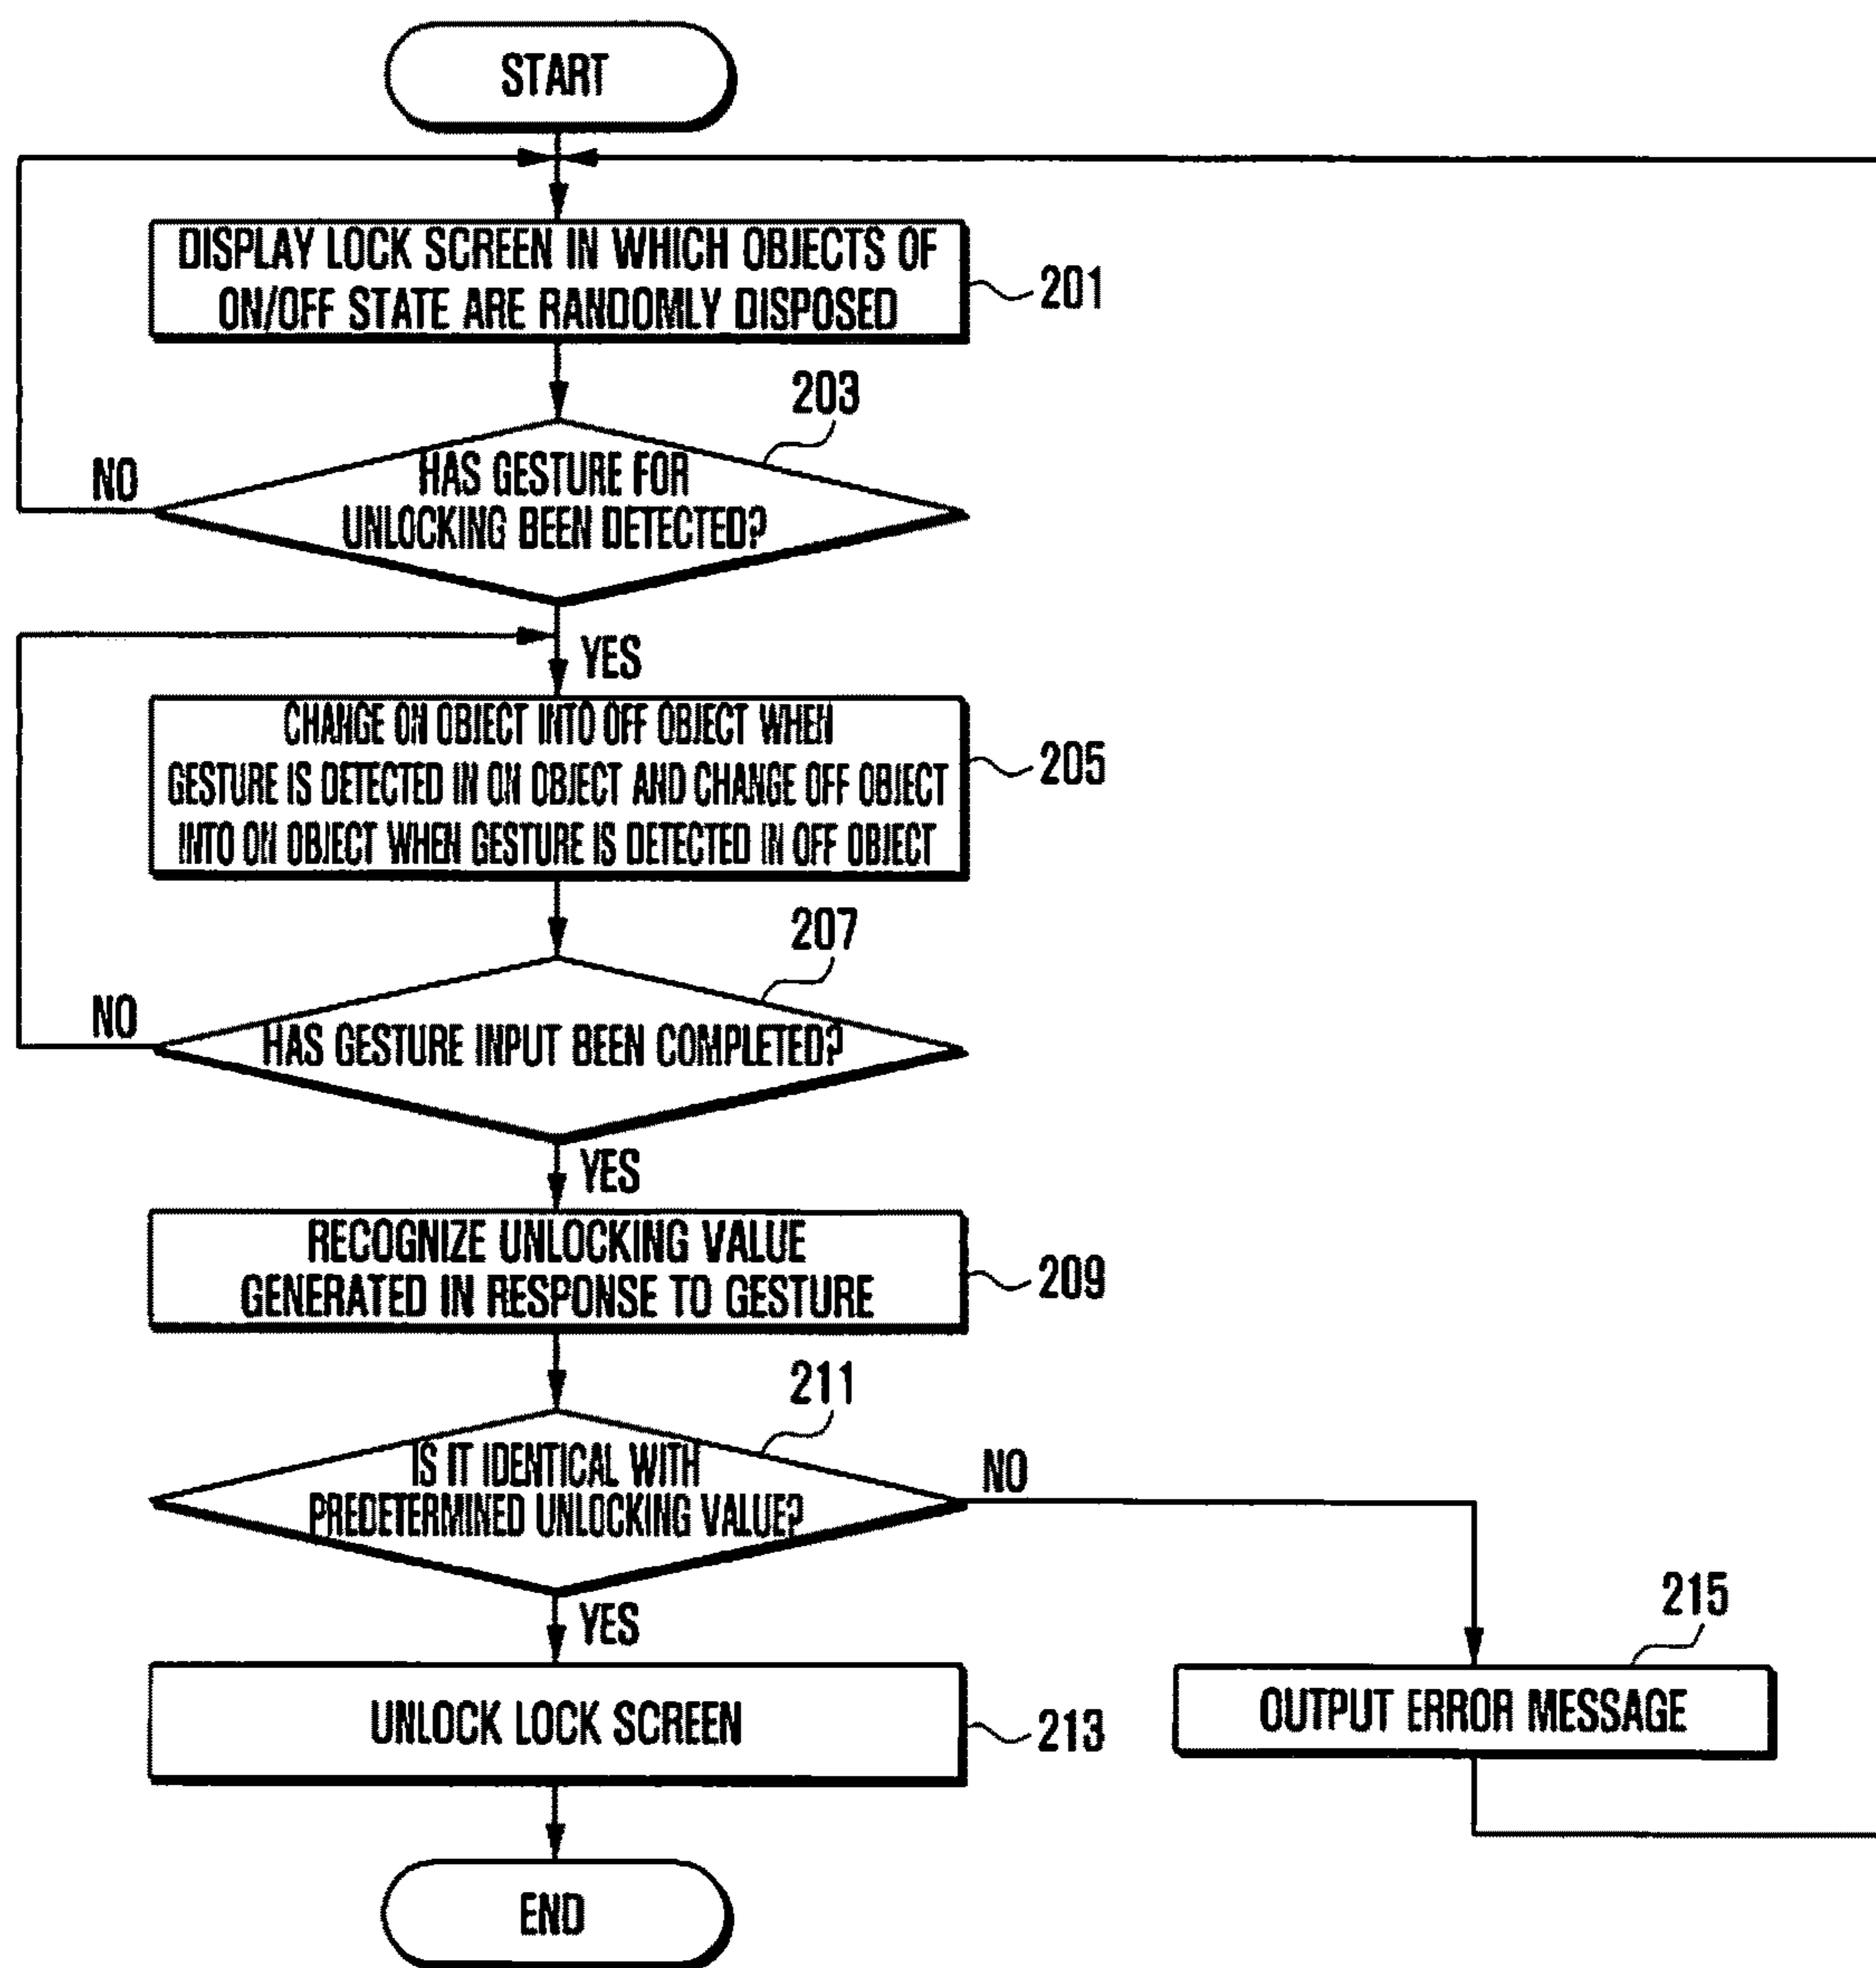 START
DISPLAY LOCK SCREEN IN WHICH OBJECTS OF
ON/OFF STATE ARE RANDOMLY DISPOSED
201
203
HAS GESTURE FOR
UNLOCKING BEEN DETECTED?
NO
YES
CHANGE ON OBJECT INTO OFF OBJECT WHEN
GESTURE IS DETECTED IN ON OBJECT AND CHANGE OFF OBJECT
INTO ON OBJECT WHEN GESTURE IS DETECTED IN OFF OBJECT
205
207
HAS GESTURE INPUT BEEN COMPLETED?
NO
YES
RECOGNIZE UNLOCKING VALUE
GENERATED IN RESPONSE TO GESTURE
209
211
IS IT IDENTICAL WITH
PREDETERMINED UNLOCKING VALUE?
NO
YES
UNLOCK LOCK SCREEN
213
215
OUTPUT ERROR MESSAGE
END